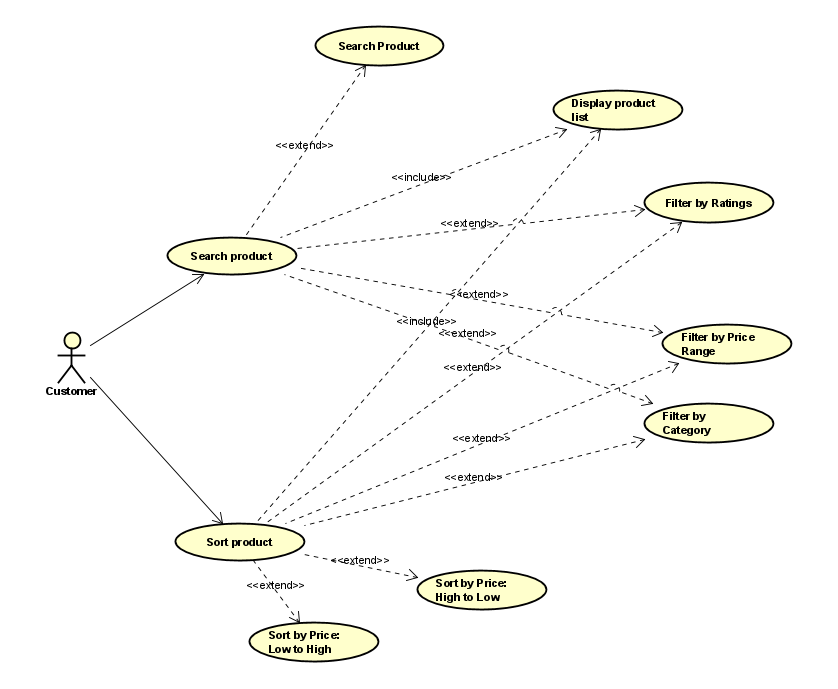 Search Product
Display product
list
<<extend>>
<<include>>
Filter by Ratings
<<extend>>
Search product
<<extend>>
<<include>>
<<extend>>
Filter by Price
Range
<<extend>>
Customer
Filter by
Category
<<extend>>
<<extend>>
Sort product
<<extend>>
Sort by Price:
High to Low
<<extend>>
Sort by Price:
Low to High